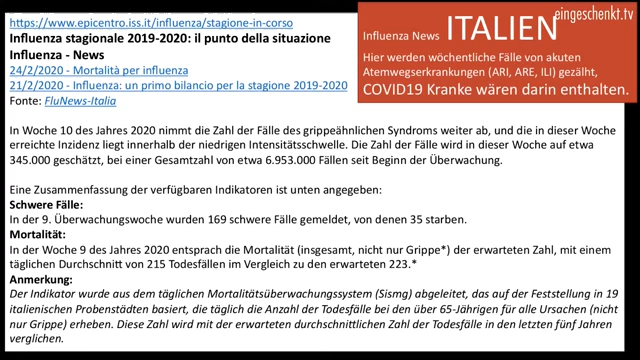 https://www.epicentro.iss.it/influenza/stagione-in-corso
Influenza stagionale 2019-2020: il punto della situazione
Influenza - News
24/2/2020 - Mortalità per influenza
21/2/2020 - Influenza: un primo bilancio per la stagione 2019-2020
Fonte: FluNews-Italia
eingeschenkt.tv
Influenza News ITALIEN
Hier werden wöchentliche Fälle von akuten
Atemwegserkrankungen (ARI, ARE, ILI) gezählt,
COVID19 Kranke wären darin enthalten.
In Woche 10 des Jahres 2020 nimmt die Zahl der Fälle des grippeähnlichen Syndroms weiter ab, und die in dieser Woche
erreichte Inzidenz liegt innerhalb der niedrigen Intensitätsschwelle. Die Zahl der Fälle wird in dieser Woche auf etwa
345.000 geschätzt, bei einer Gesamtzahl von etwa 6.953.000 Fällen seit Beginn der Überwachung.
Eine Zusammenfassung der verfügbaren Indikatoren ist unten angegeben:
Schwere Fälle:
In der 9. Überwachungswoche wurden 169 schwere Fälle gemeldet, von denen 35 starben.
Mortalität:
In der Woche 9 des Jahres 2020 entsprach die Mortalität (insgesamt, nicht nur Grippe*) der erwarteten Zahl, mit einem
täglichen Durchschnitt von 215 Todesfällen im Vergleich zu den erwarteten 223.*
Anmerkung:
Der Indikator wurde aus dem täglichen Mortalitätsüberwachungssystem (Sismg) abgeleitet, das auf der Feststellung in 19
italienischen Probenstädten basiert, die täglich die Anzahl der Todesfälle bei den über 65-Jährigen für alle Ursachen (nicht
nur Grippe) erheben. Diese Zahl wird mit der erwarteten durchschnittlichen Zahl der Todesfälle in den letzten fünf Jahren
verglichen.